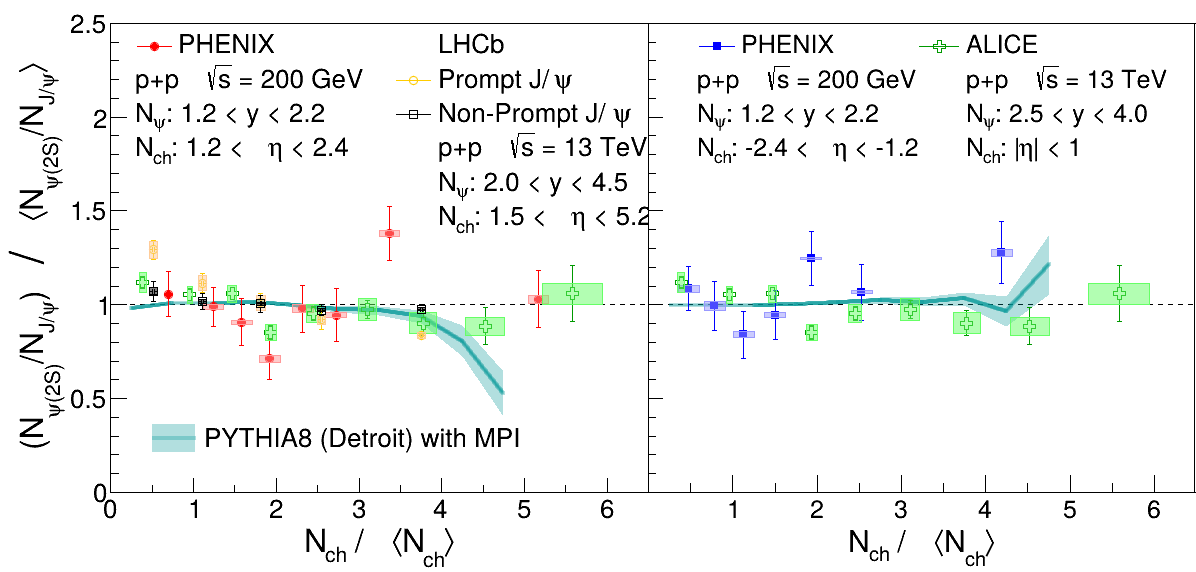 (N_ψ(2S)/N_J/ψ) / ⟨N_ψ(2S)/N_J/ψ⟩
2.5
2
1.5
1
0.5
0
PHENIX
p+p √s = 200 GeV
N_ψ: 1.2 < y < 2.2
N_ch: 1.2 < η < 2.4
LHCb
Prompt J/ψ
Non-Prompt J/ψ
p+p √s = 13 TeV
N_ψ: 2.0 < y < 4.5
N_ch: 1.5 < η < 5.2
PYTHIA8 (Detroit) with MPI
0 1 2 3 4 5 6
N_ch / ⟨N_ch⟩
PHENIX
p+p √s = 200 GeV
N_ψ: 1.2 < y < 2.2
N_ch: -2.4 < η < -1.2
ALICE
p+p √s = 13 TeV
N_ψ: 2.5 < y < 4.0
N_ch: |η| < 1
1 2 3 4 5 6
N_ch / ⟨N_ch⟩